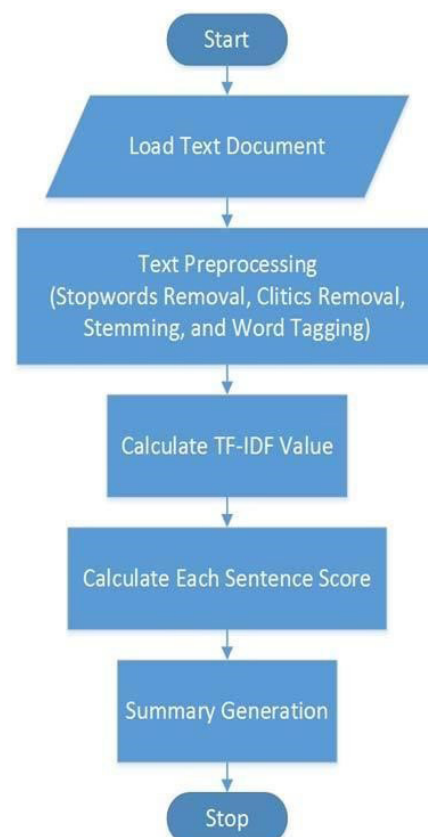 Start
Load Text Document
Text Preprocessing
(Stopwords Removal, Clitics Removal,
Stemming, and Word Tagging)
Calculate TF-IDF Value
Calculate Each Sentence Score
Summary Generation
Stop